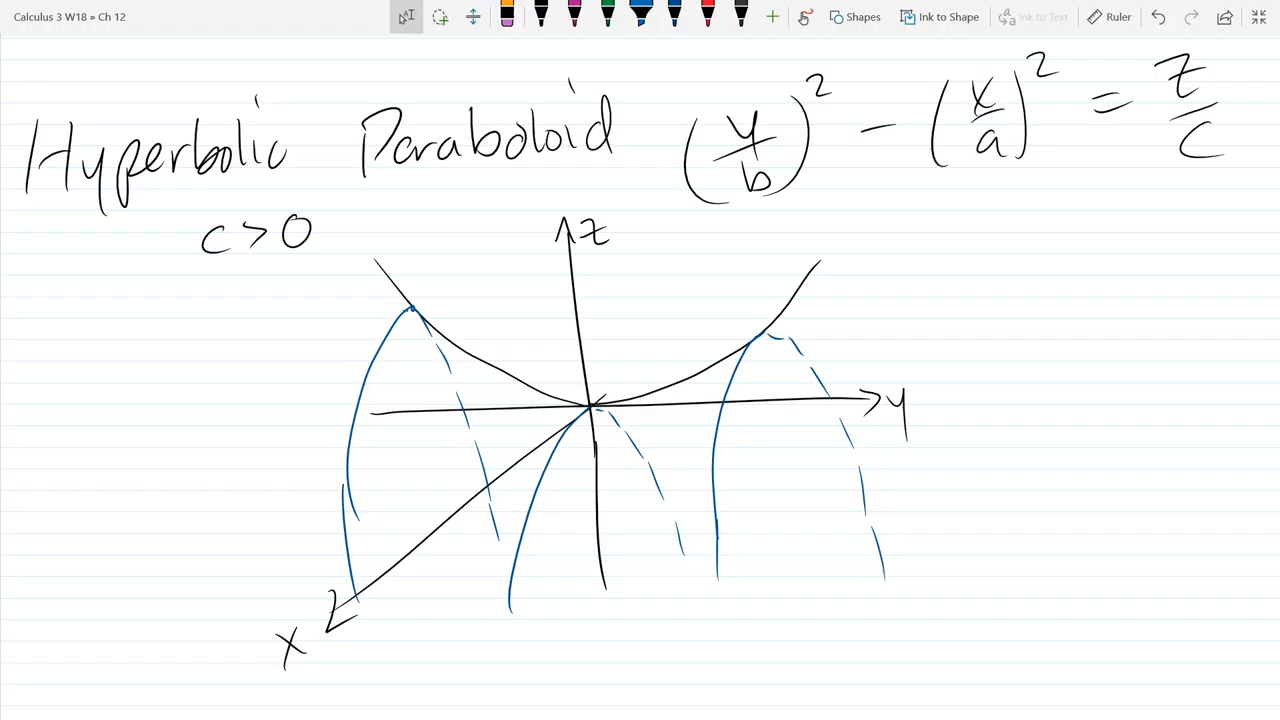 Calculus 3 W18 » Ch 12
Shapes Ink to Shape Ink to Text Ruler
Hyperbolic Paraboloid (y/b)² - (x/a)² = z/c
c > 0
z
y
x